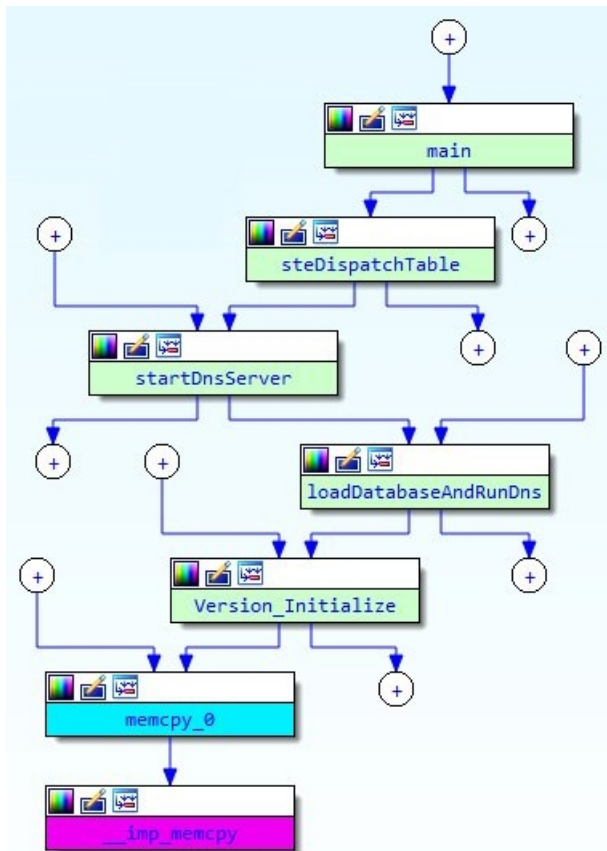 +
main
+
+
steDispatchTable
+
+
startDnsServer
+
+
loadDatabaseAndRunDns
+
+
Version_Initialize
+
memcpy_0
__imp_memcpy